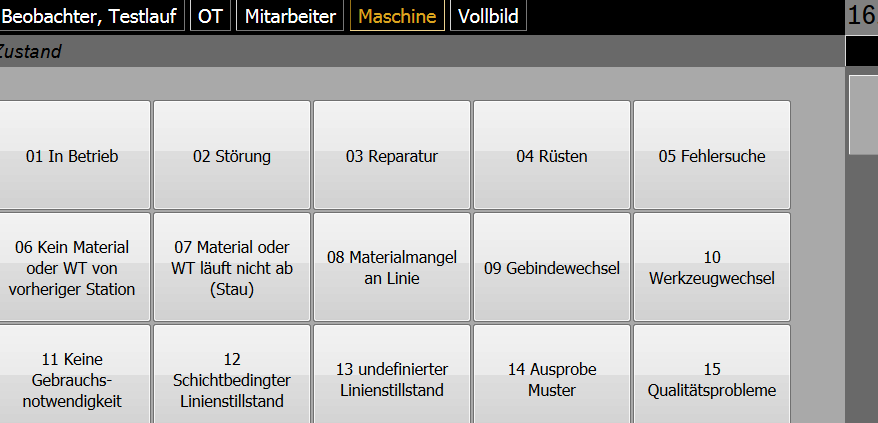 Beobachter, Testlauf OT Mitarbeiter Maschine Vollbild 16
Zustand
01 In Betrieb
02 Störung
03 Reparatur
04 Rüsten
05 Fehlersuche
06 Kein Material
oder WT von
vorheriger Station
07 Material oder
WT läuft nicht ab
(Stau)
08 Materialmangel
an Linie
09 Gebindewechsel
10
Werkzeugwechsel
11 Keine
Gebrauchs-
notwendigkeit
12
Schichtbedingter
Linienstillstand
13 undefinierter
Linienstillstand
14 Ausprobe
Muster
15
Qualitätsprobleme